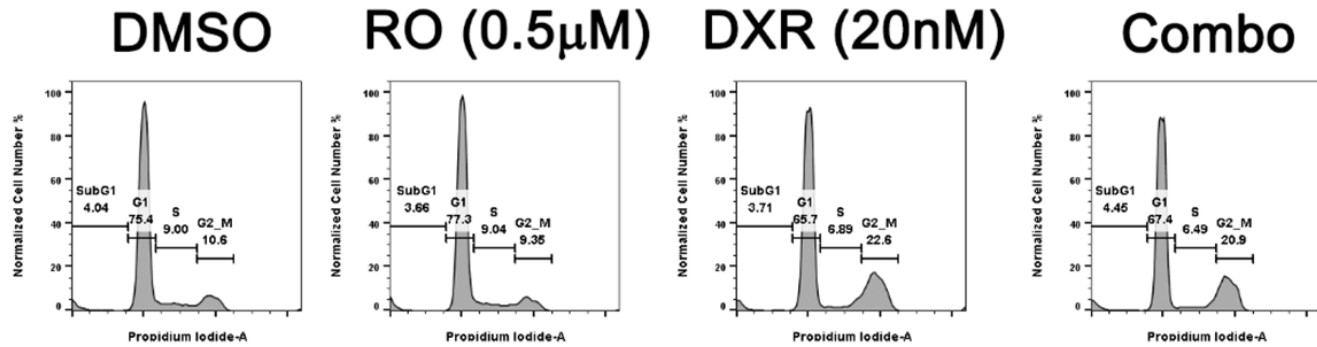 DMSO
RO (0.5μM)
DXR (20nM)
Combo
Normalized Cell Number %
100
80
60
40
20
0
SubG1
4.04
G1
75.4
S
9.00
G2_M
10.6
Propidium Iodide-A
Normalized Cell Number %
100
80
60
40
20
0
SubG1
3.66
G1
77.3
S
9.04
G2_M
9.35
Propidium Iodide-A
Normalized Cell Number %
100
80
60
40
20
0
SubG1
3.71
G1
65.7
S
6.89
G2_M
22.6
Propidium Iodide-A
Normalized Cell Number %
100
80
60
40
20
0
SubG1
4.45
G1
67.4
S
6.49
G2_M
20.9
Propidium Iodide-A